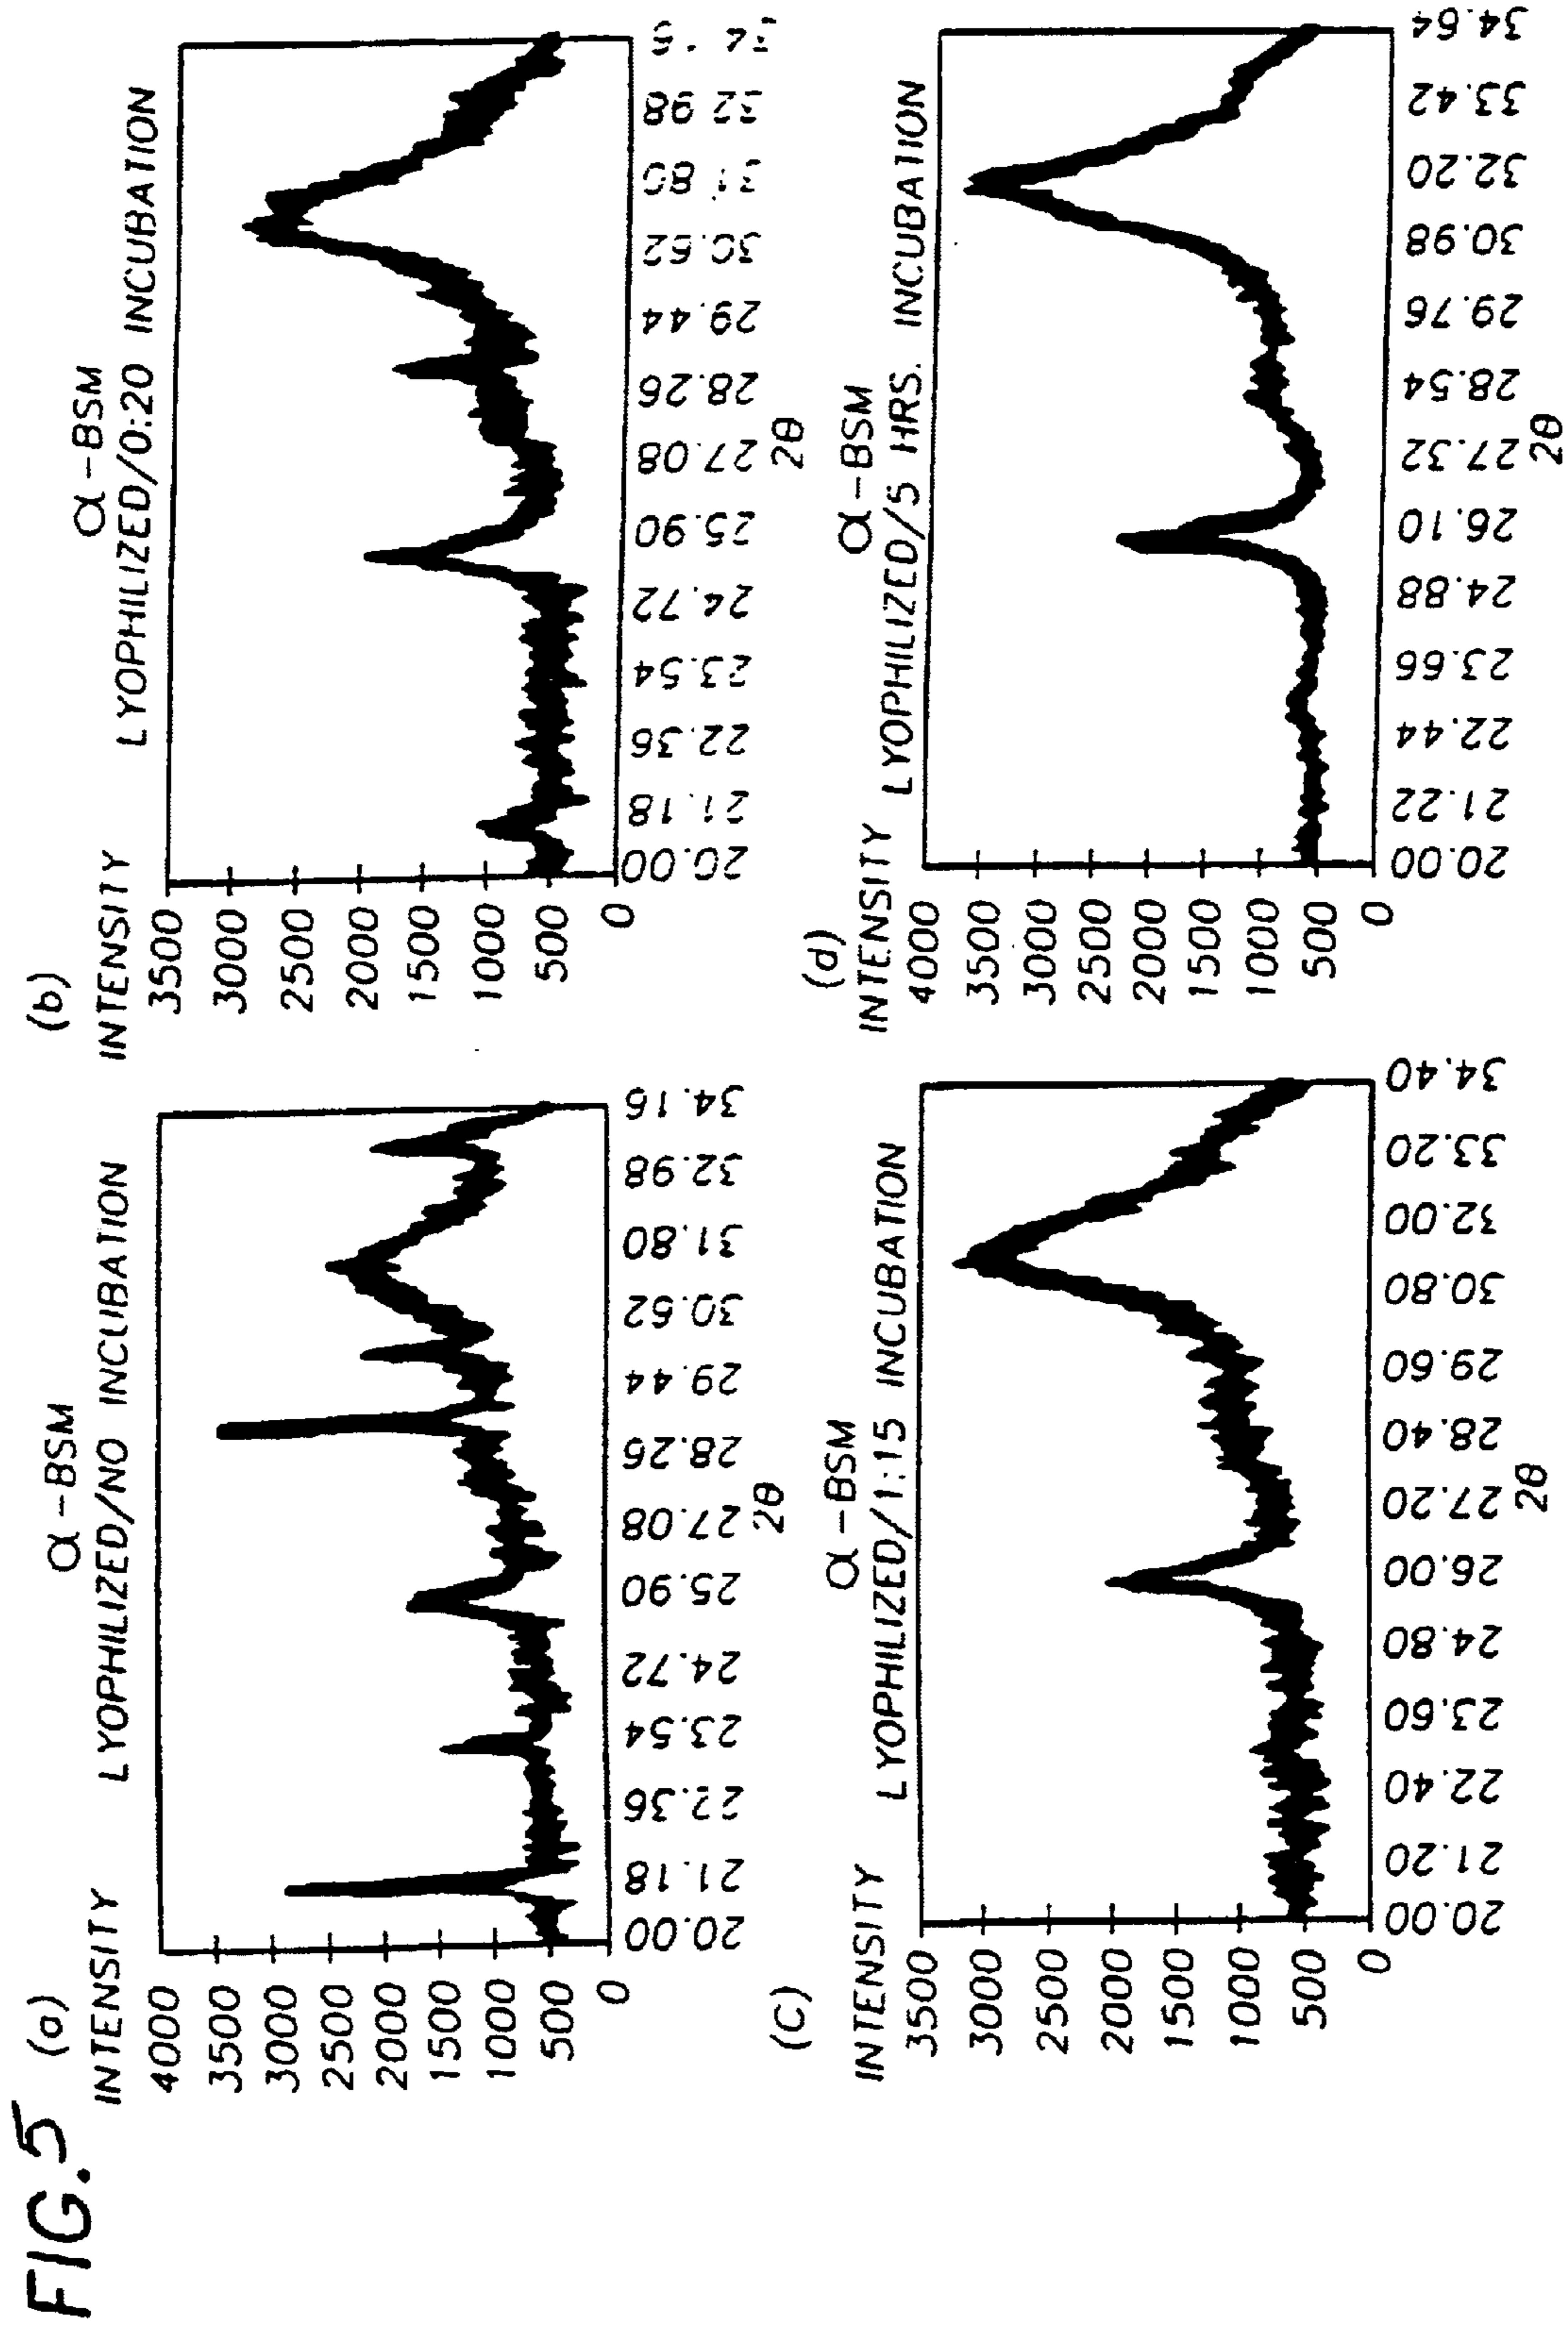 FIG.5
(a)
α-BSM
INTENSITY LYOPHILIZED/NO INCUBATION
4000
3500
3000
2500
2000
1500
1000
500
0
20.00 21.18 22.36 23.54 24.72 25.90 27.08 28.26 29.44 30.62 31.80 32.98 34.16
2θ
(b)
α-BSM
INTENSITY LYOPHILIZED/0:20 INCUBATION
3500
3000
2500
2000
1500
1000
500
0
20.00 21.18 22.36 23.54 24.72 25.90 27.08 28.26 29.44 30.62 31.80 32.98
2θ
(C)
α-BSM
INTENSITY LYOPHILIZED/1:15 INCUBATION
3500
3000
2500
2000
1500
1000
500
0
20.00 21.20 22.40 23.60 24.80 26.00 27.20 28.40 29.60 30.80 32.00 33.20 34.40
2θ
(d)
α-BSM
INTENSITY LYOPHILIZED/5 HRS. INCUBATION
4000
3500
3000
2500
2000
1500
1000
500
0
20.00 21.22 22.44 23.66 24.88 26.10 27.32 28.54 29.76 30.98 32.20 33.42 34.64
2θ